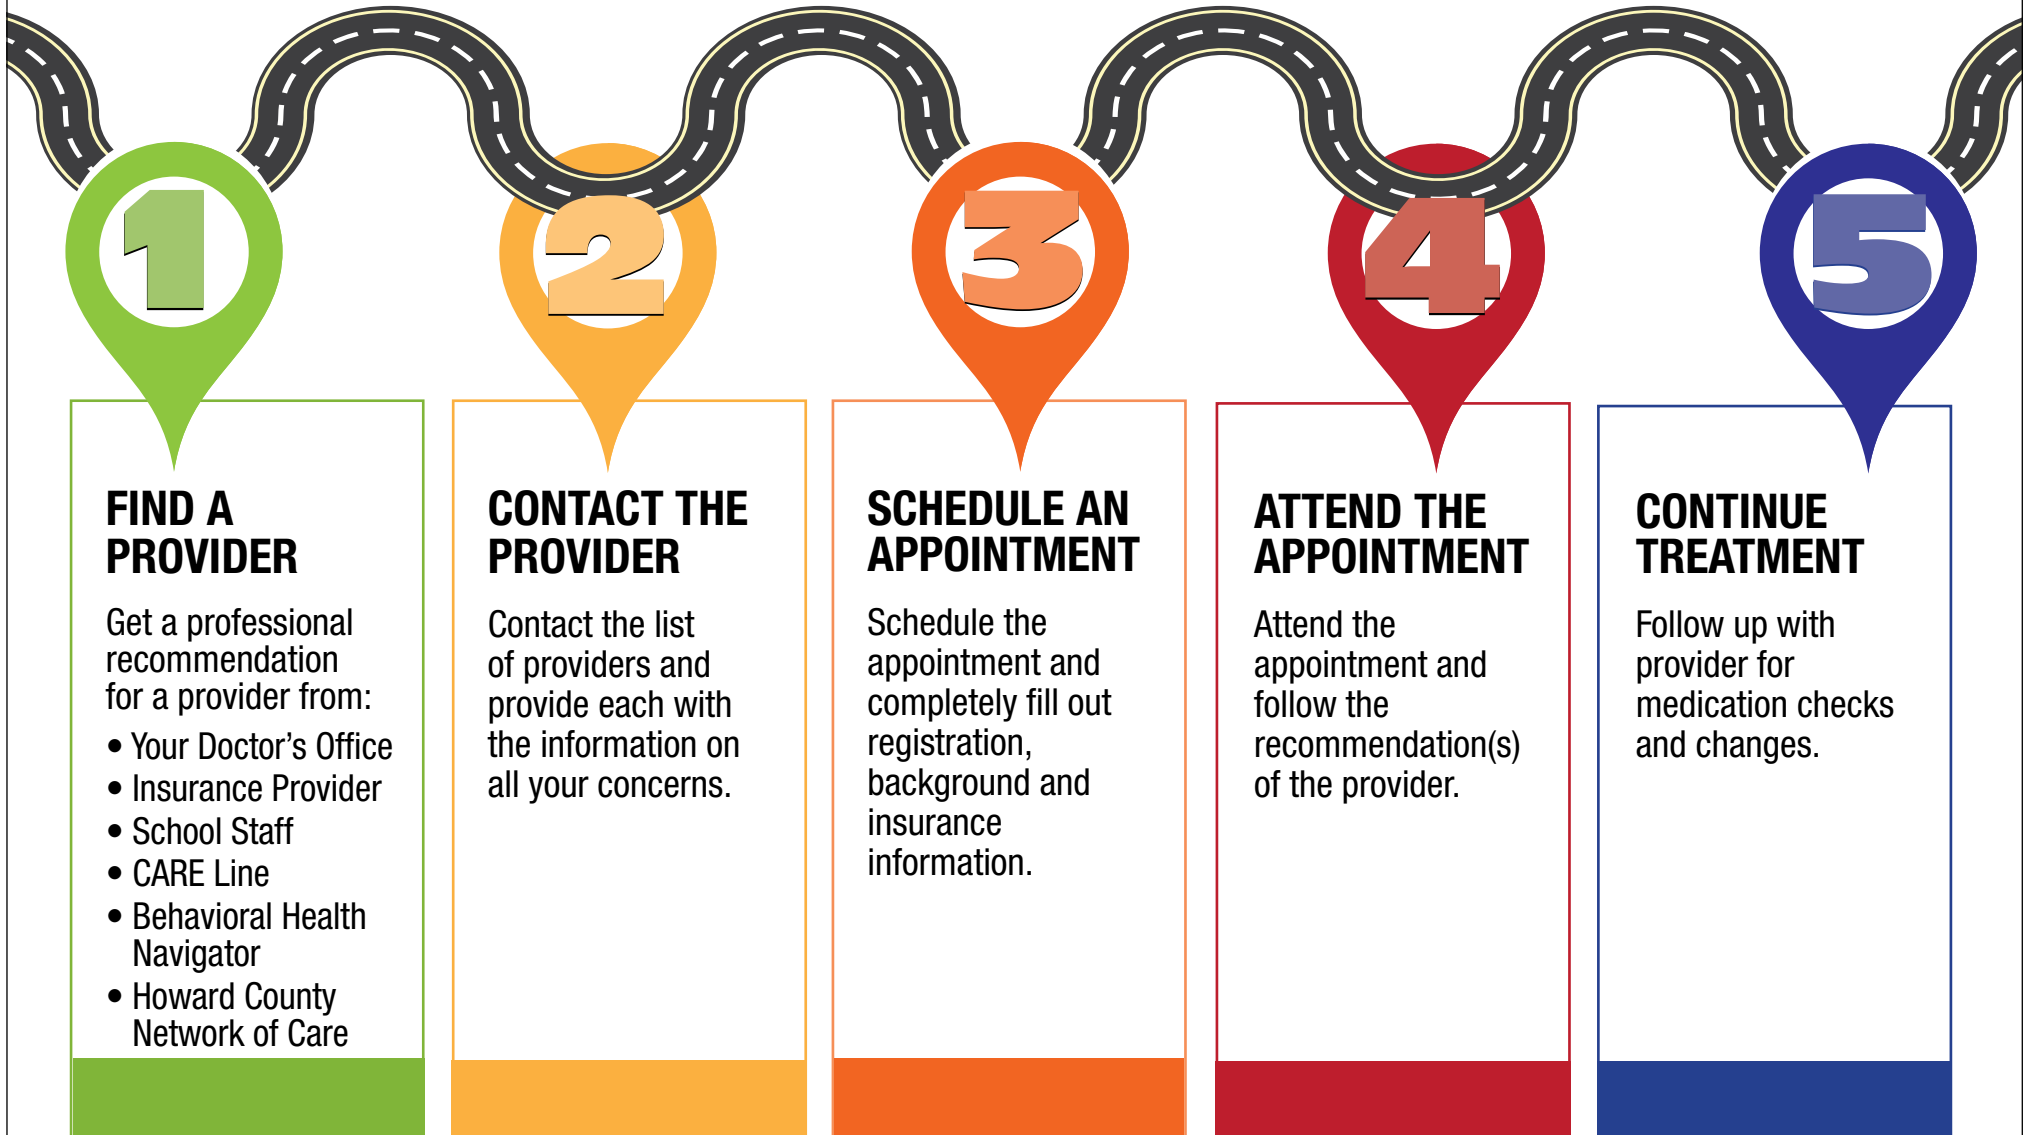 1
FIND A
PROVIDER
Get a professional
recommendation
for a provider from:
• Your Doctor's Office
• Insurance Provider
• School Staff
• CARE Line
• Behavioral Health
Navigator
• Howard County
Network of Care
2
CONTACT THE
PROVIDER
Contact the list
of providers and
provide each with
the information on
all your concerns.
3
SCHEDULE AN
APPOINTMENT
Schedule the
appointment and
completely fill out
registration,
background and
insurance
information.
4
ATTEND THE
APPOINTMENT
Attend the
appointment and
follow the
recommendation(s)
of the provider.
5
CONTINUE
TREATMENT
Follow up with
provider for
medication checks
and changes.